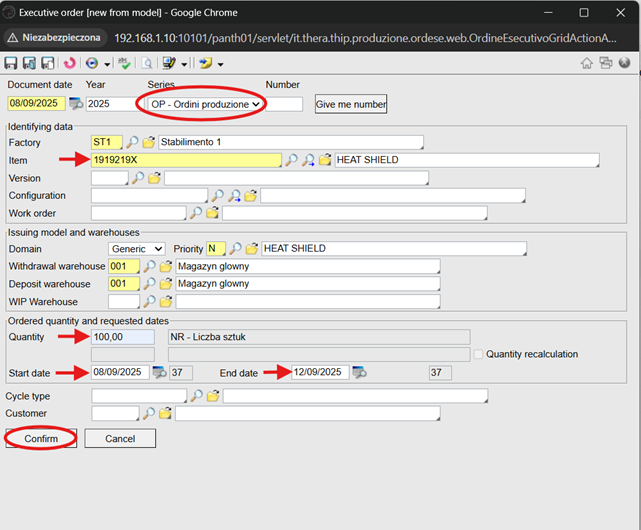 Executive order [new from model] - Google Chrome
Niezabezpieczona 192.168.1.10:10101/panth01/servlet/it.thera.thip.produzione.ordese.web.OrdineEsecutivoGridActionA...
Document date Year Series Number
08/09/2025 2025 OP - Ordini produzione Give me number
Identifying data
Factory ST1 Stabilimento 1
Item 1919219X HEAT SHIELD
Version
Configuration
Work order
Issuing model and warehouses
Domain Generic Priority N HEAT SHIELD
Withdrawal warehouse 001 Magazyn glowny
Deposit warehouse 001 Magazyn glowny
WIP Warehouse
Ordered quantity and requested dates
Quantity 100,00 NR - Liczba sztuk
Quantity recalculation
Start date 08/09/2025 37 End date 12/09/2025 37
Cycle type
Customer
Confirm Cancel